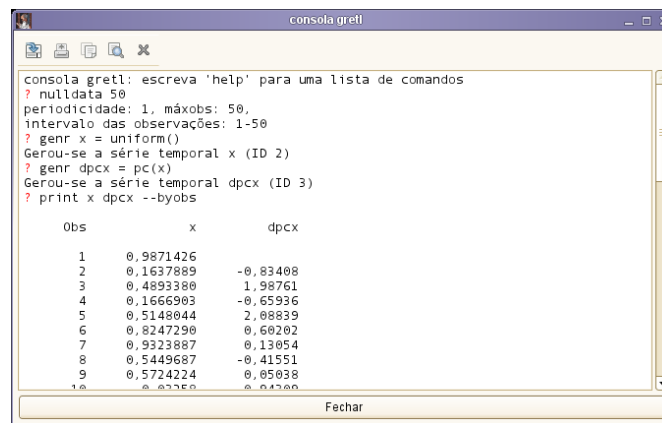 consola gretl
consola gretl: escreva 'help' para uma lista de comandos
? nulldata 50
periodicidade: 1, máxobs: 50,
intervalo das observações: 1-50
? genr x = uniform()
Gerou-se a série temporal x (ID 2)
? genr dpcx = pc(x)
Gerou-se a série temporal dpcx (ID 3)
? print x dpcx --byobs
Obs x dpcx
1 0,9871426
2 0,1637889 -0,83408
3 0,4893380 1,98761
4 0,1666903 -0,65936
5 0,5148044 2,08839
6 0,8247290 0,60202
7 0,9323887 0,13054
8 0,5449687 -0,41551
9 0,5724224 0,05038
Fechar